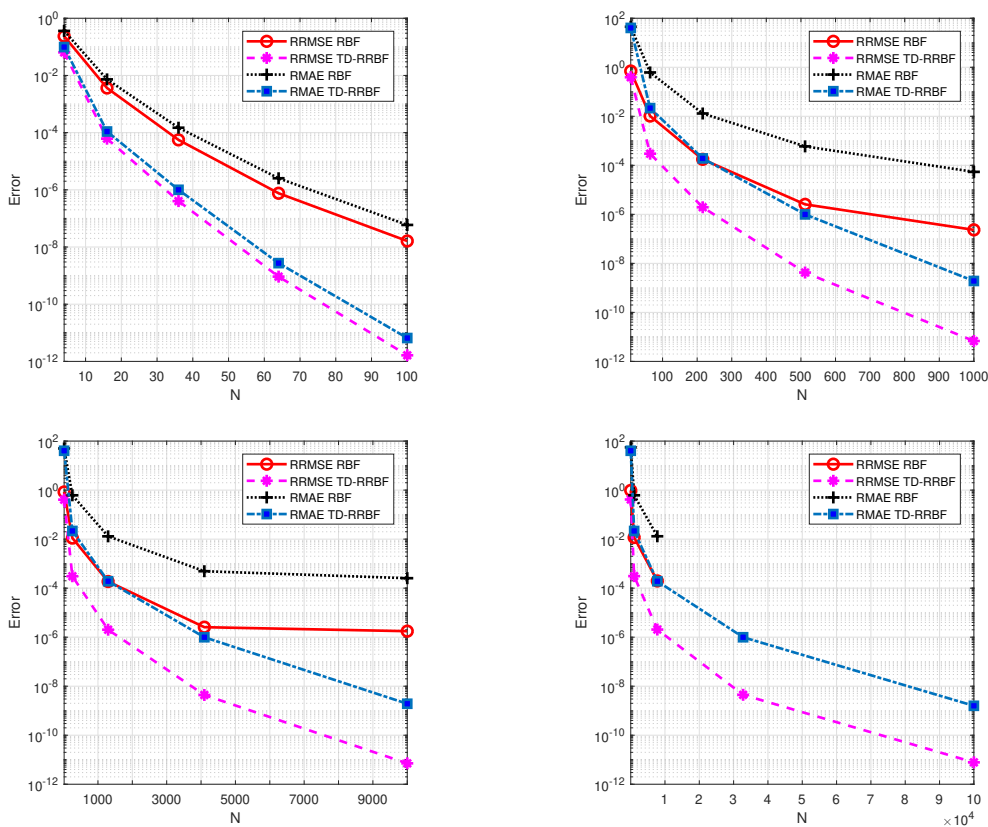 10^0
10^-2
10^-4
10^-6
10^-8
10^-10
10^-12
Error
10 20 30 40 50 60 70 80 90 100
N
RRMSE RBF
RRMSE TD-RRBF
RMAE RBF
RMAE TD-RRBF
10^2
10^0
10^-2
10^-4
10^-6
10^-8
10^-10
10^-12
Error
100 200 300 400 500 600 700 800 900 1000
N
RRMSE RBF
RRMSE TD-RRBF
RMAE RBF
RMAE TD-RRBF
10^2
10^0
10^-2
10^-4
10^-6
10^-8
10^-10
10^-12
Error
1000 3000 5000 7000 9000
N
RRMSE RBF
RRMSE TD-RRBF
RMAE RBF
RMAE TD-RRBF
10^2
10^0
10^-2
10^-4
10^-6
10^-8
10^-10
10^-12
Error
1 2 3 4 5 6 7 8 9 10
N
×10^4
RRMSE RBF
RRMSE TD-RRBF
RMAE RBF
RMAE TD-RRBF